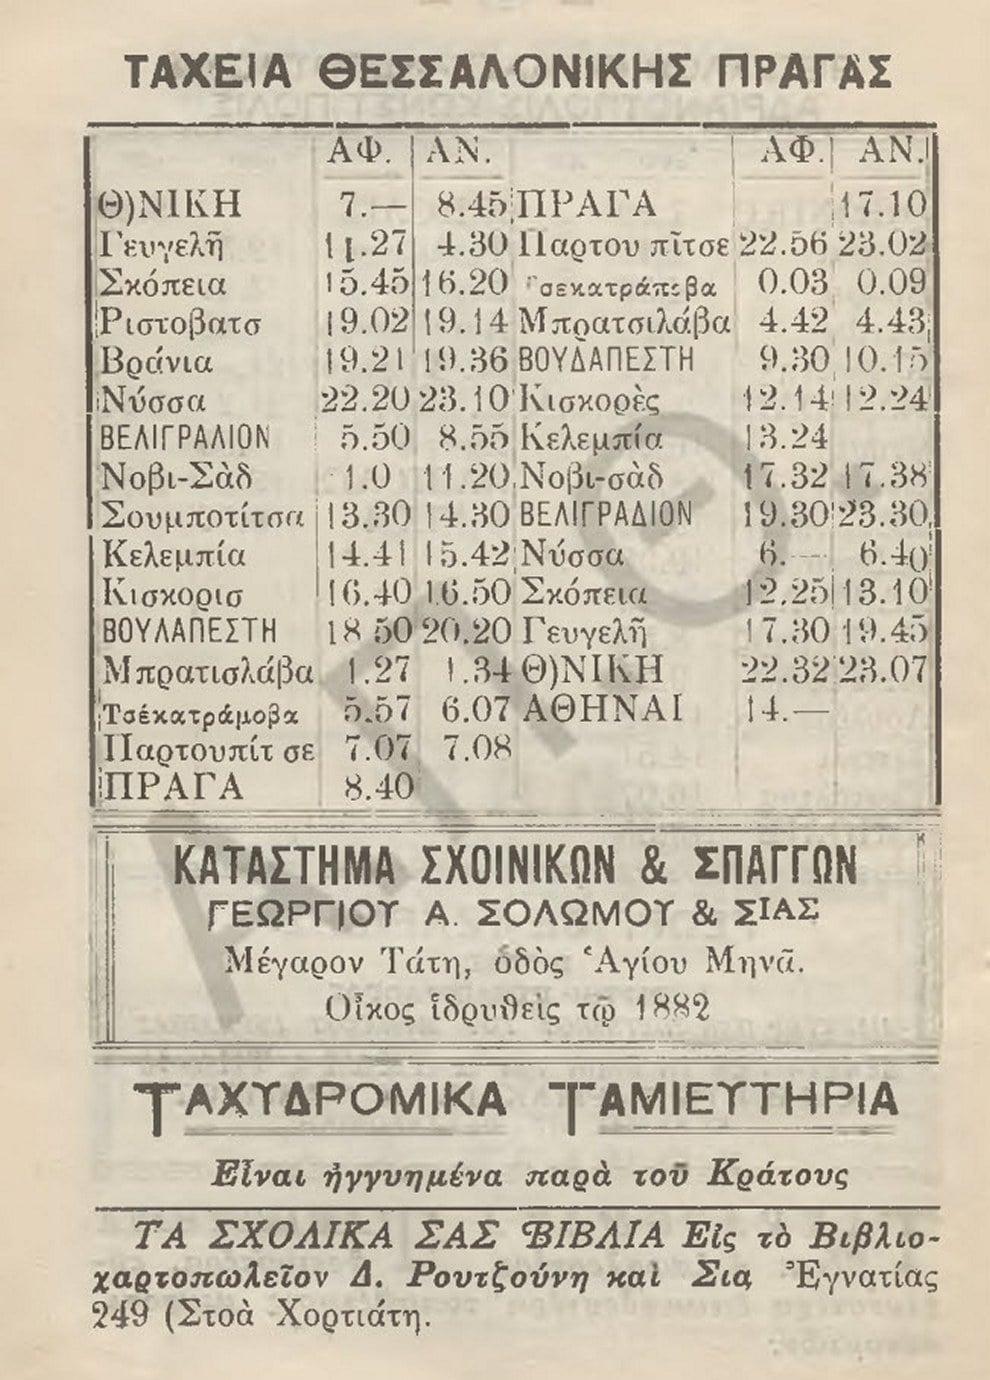 ΤΑΧΕΙΑ ΘΕΣΣΑΛΟΝΙΚΗΣ ΠΡΑΓΑΣ
ΑΦ. ΑΝ. ΑΦ. ΑΝ.
Θ)ΝΙΚΗ 7.— 8.45 ΠΡΑΓΑ 17.10
Γευγελῆ 11.27 4.30 Παρτου πῖτσε 22.56 23.02
Σκόπεια 15.45 16.20 Τσεκατράπεβα 0.03 0.09
Ριστοβατσ 19.02 19.14 Μπρατσιλάβα 4.42 4.43
Βράνια 19.21 19.36 ΒΟΥΔΑΠΕΣΤΗ 9.30 10.15
Νύσσα 22.20 23.10 Κισκορὲς 12.14 12.24
ΒΕΛΙΓΡΑΔΙΟΝ 5.50 8.55 Κελεμπία 13.24
Νοβι-Σὰδ 1.0 11.20 Νοβι-σὰδ 17.32 17.38
Σουμποτίτσα 13.30 14.30 ΒΕΛΙΓΡΑΔΙΟΝ 19.30 23.30
Κελεμπία 14.41 15.42 Νύσσα 6.— 6.40
Κισκορισ 16.40 16.50 Σκόπεια 12.25 13.10
ΒΟΥΛΑΠΕΣΤΗ 18 50 20.20 Γευγελῆ 17.30 19.45
Μπρατισλάβα 1.27 1.34 Θ)ΝΙΚΗ 22.32 23.07
Τσέκατράμοβα 5.57 6.07 ΑΘΗΝΑΙ 14.—
Παρτουπίτ σε 7.07 7.08
ΠΡΑΓΑ 8.40
ΚΑΤΑΣΤΗΜΑ ΣΧΟΙΝΙΚΩΝ & ΣΠΑΓΓΩΝ
ΓΕΩΡΓΙΟΥ Α. ΣΟΛΩΜΟΥ & ΣΙΑΣ
Μέγαρον Τάτη, ὁδὸς Ἁγίου Μηνᾶ.
Οἶκος ἱδρυθεὶς τῷ 1882
ΤΑΧΥΔΡΟΜΙΚΑ ΤΑΜΙΕΥΤΗΡΙΑ
Εἶναι ἠγγυημένα παρὰ τοῦ Κράτους
ΤΑ ΣΧΟΛΙΚΑ ΣΑΣ ΒΙΒΛΙΑ Εἰς τὸ Βιβλιο-
χαρτοπωλεῖον Δ. Ρουτζούνη καὶ Σια Ἐγνατίας
249 (Στοὰ Χορτιάτη.